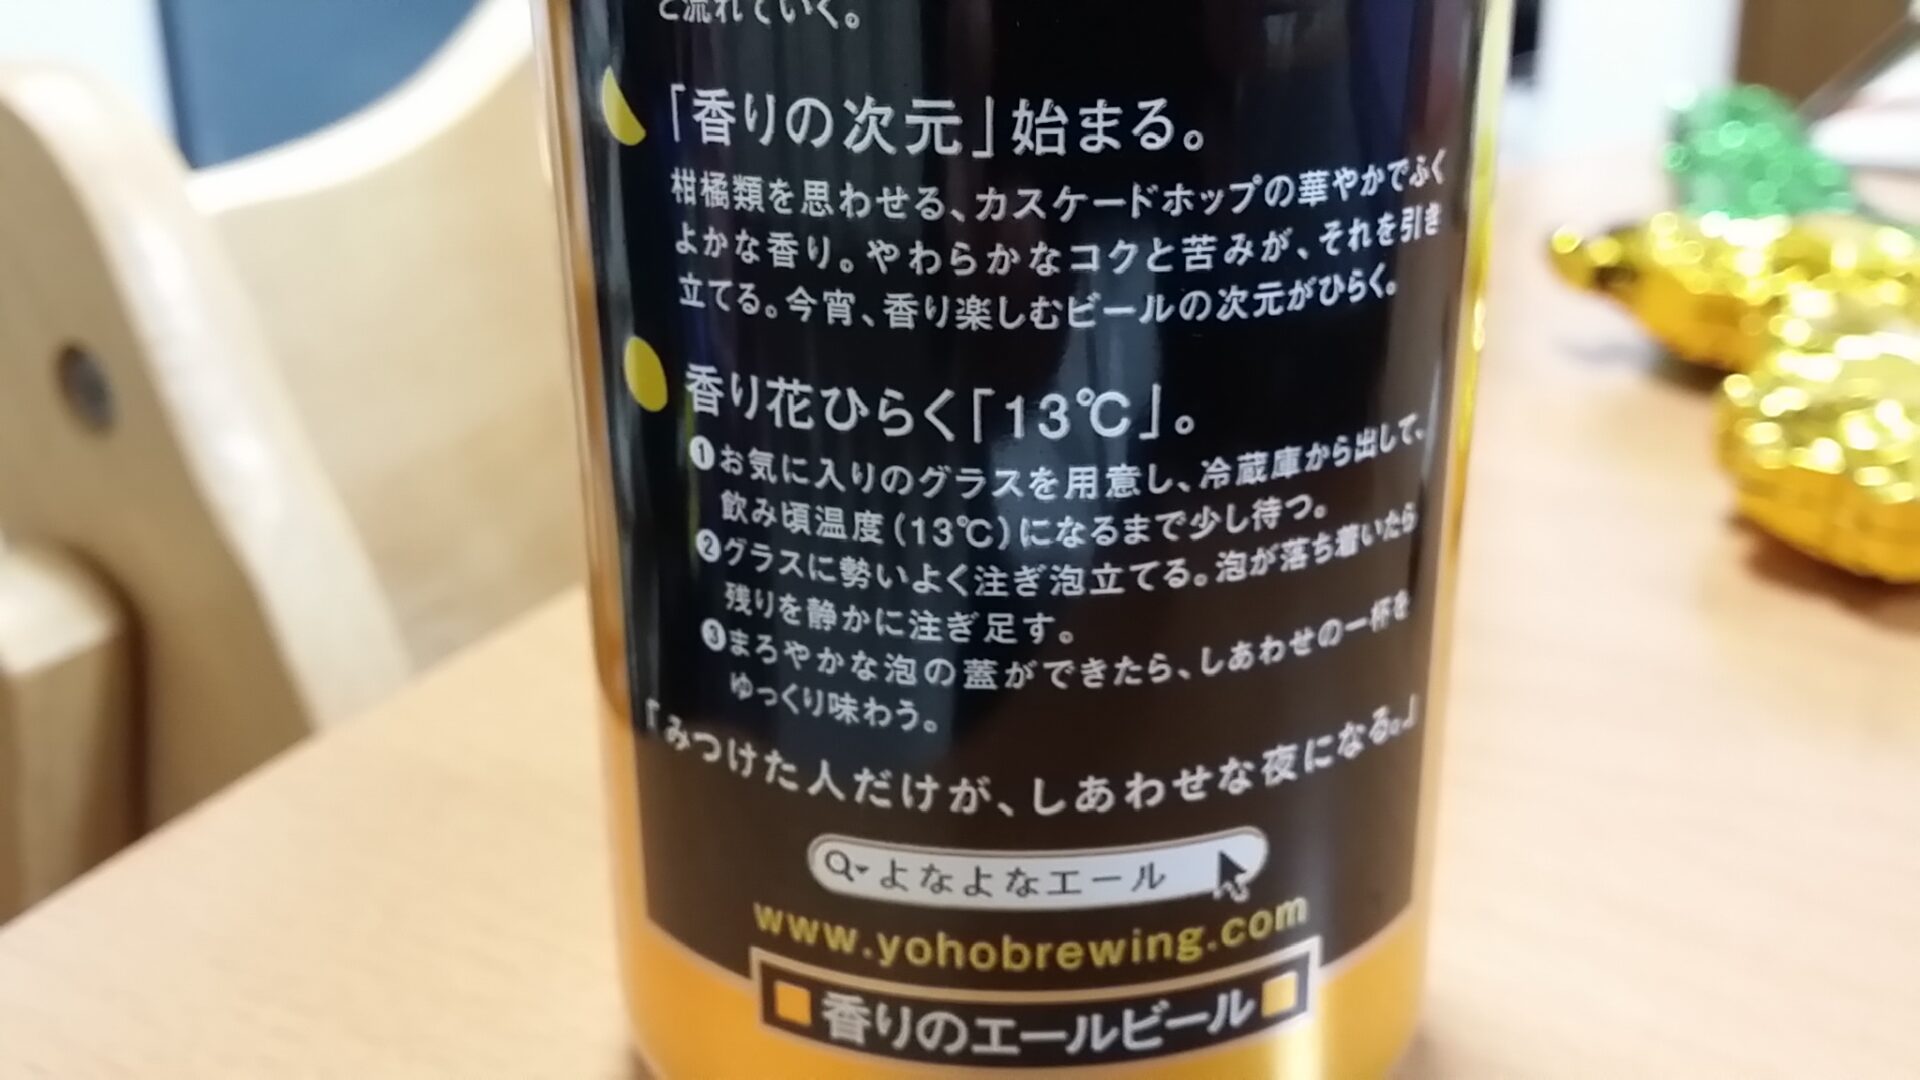 と流れていく。
「香りの次元」始まる。
柑橘類を思わせる、カスケードホップの華やかでふく
よかな香り。やわらかなコクと苦みが、それを引き
立てる。今宵、香り楽しむビールの次元がひらく。
香り花ひらく「13℃」。
❶お気に入りのグラスを用意し、冷蔵庫から出して、
飲み頃温度(13℃)になるまで少し待つ。
❷グラスに勢いよく注ぎ泡立てる。泡が落ち着いたら
残りを静かに注ぎ足す。
❸まろやかな泡の蓋ができたら、しあわせの一杯を
ゆっくり味わう。
「みつけた人だけが、しあわせな夜になる。」
よなよなエール
www.yohobrewing.com
香りのエールビール